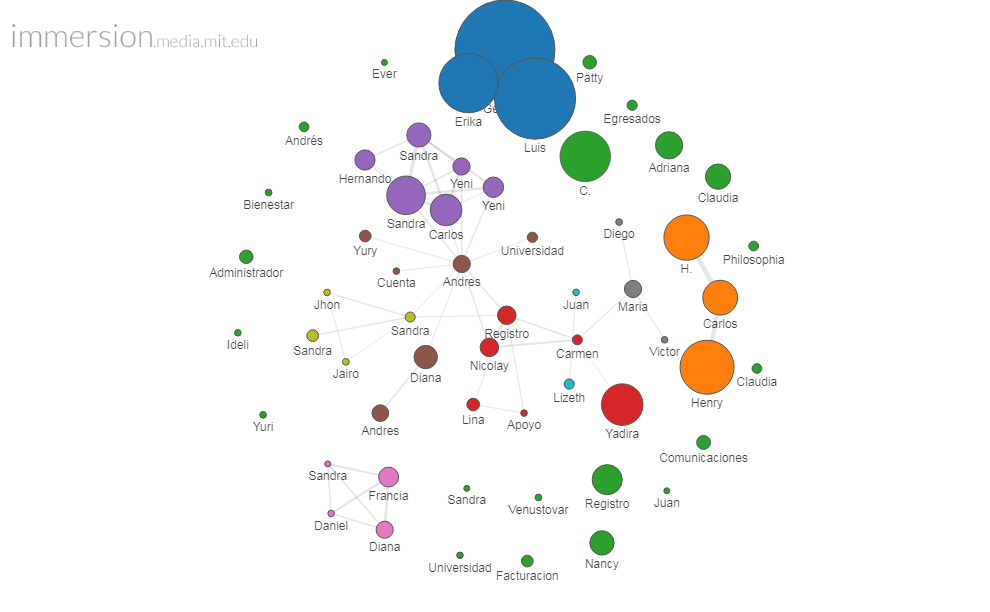 immersion.media.mit.edu
Ever
Patty
Erika
Ge
Egresados
Andrés
Luis
Sandra
Adriana
Hernando
Yeni
C.
Claudia
Bienestar
Yeni
Sandra
Carlos
Diego
Yury
Universidad
Philosophia
H.
Administrador
Cuenta
Andres
Jhon
Juan
Maria
Carlos
Sandra
Registro
Ideli
Sandra
Carmen
Victor
Nicolay
Jairo
Diana
Claudia
Lizeth
Henry
Lina
Apoyo
Yuri
Andres
Yadira
Comunicaciones
Sandra
Francia
Sandra
Venustovar
Registro
Juan
Daniel
Diana
Universidad
Facturacion
Nancy